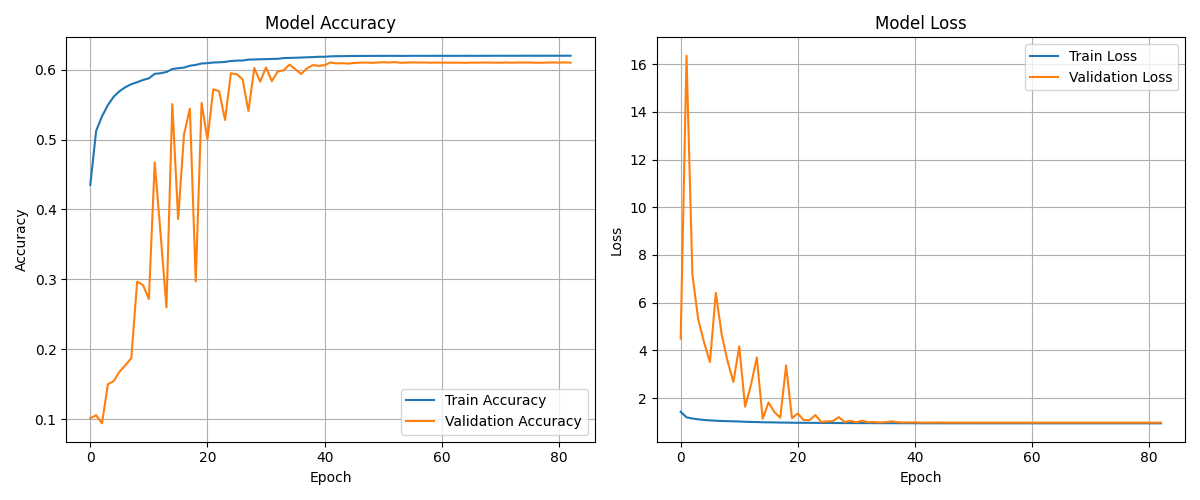 Model Accuracy
Accuracy
0.6
0.5
0.4
0.3
0.2
0.1
Train Accuracy
Validation Accuracy
0 20 40 60 80
Epoch
Model Loss
Loss
16
14
12
10
8
6
4
2
Train Loss
Validation Loss
0 20 40 60 80
Epoch